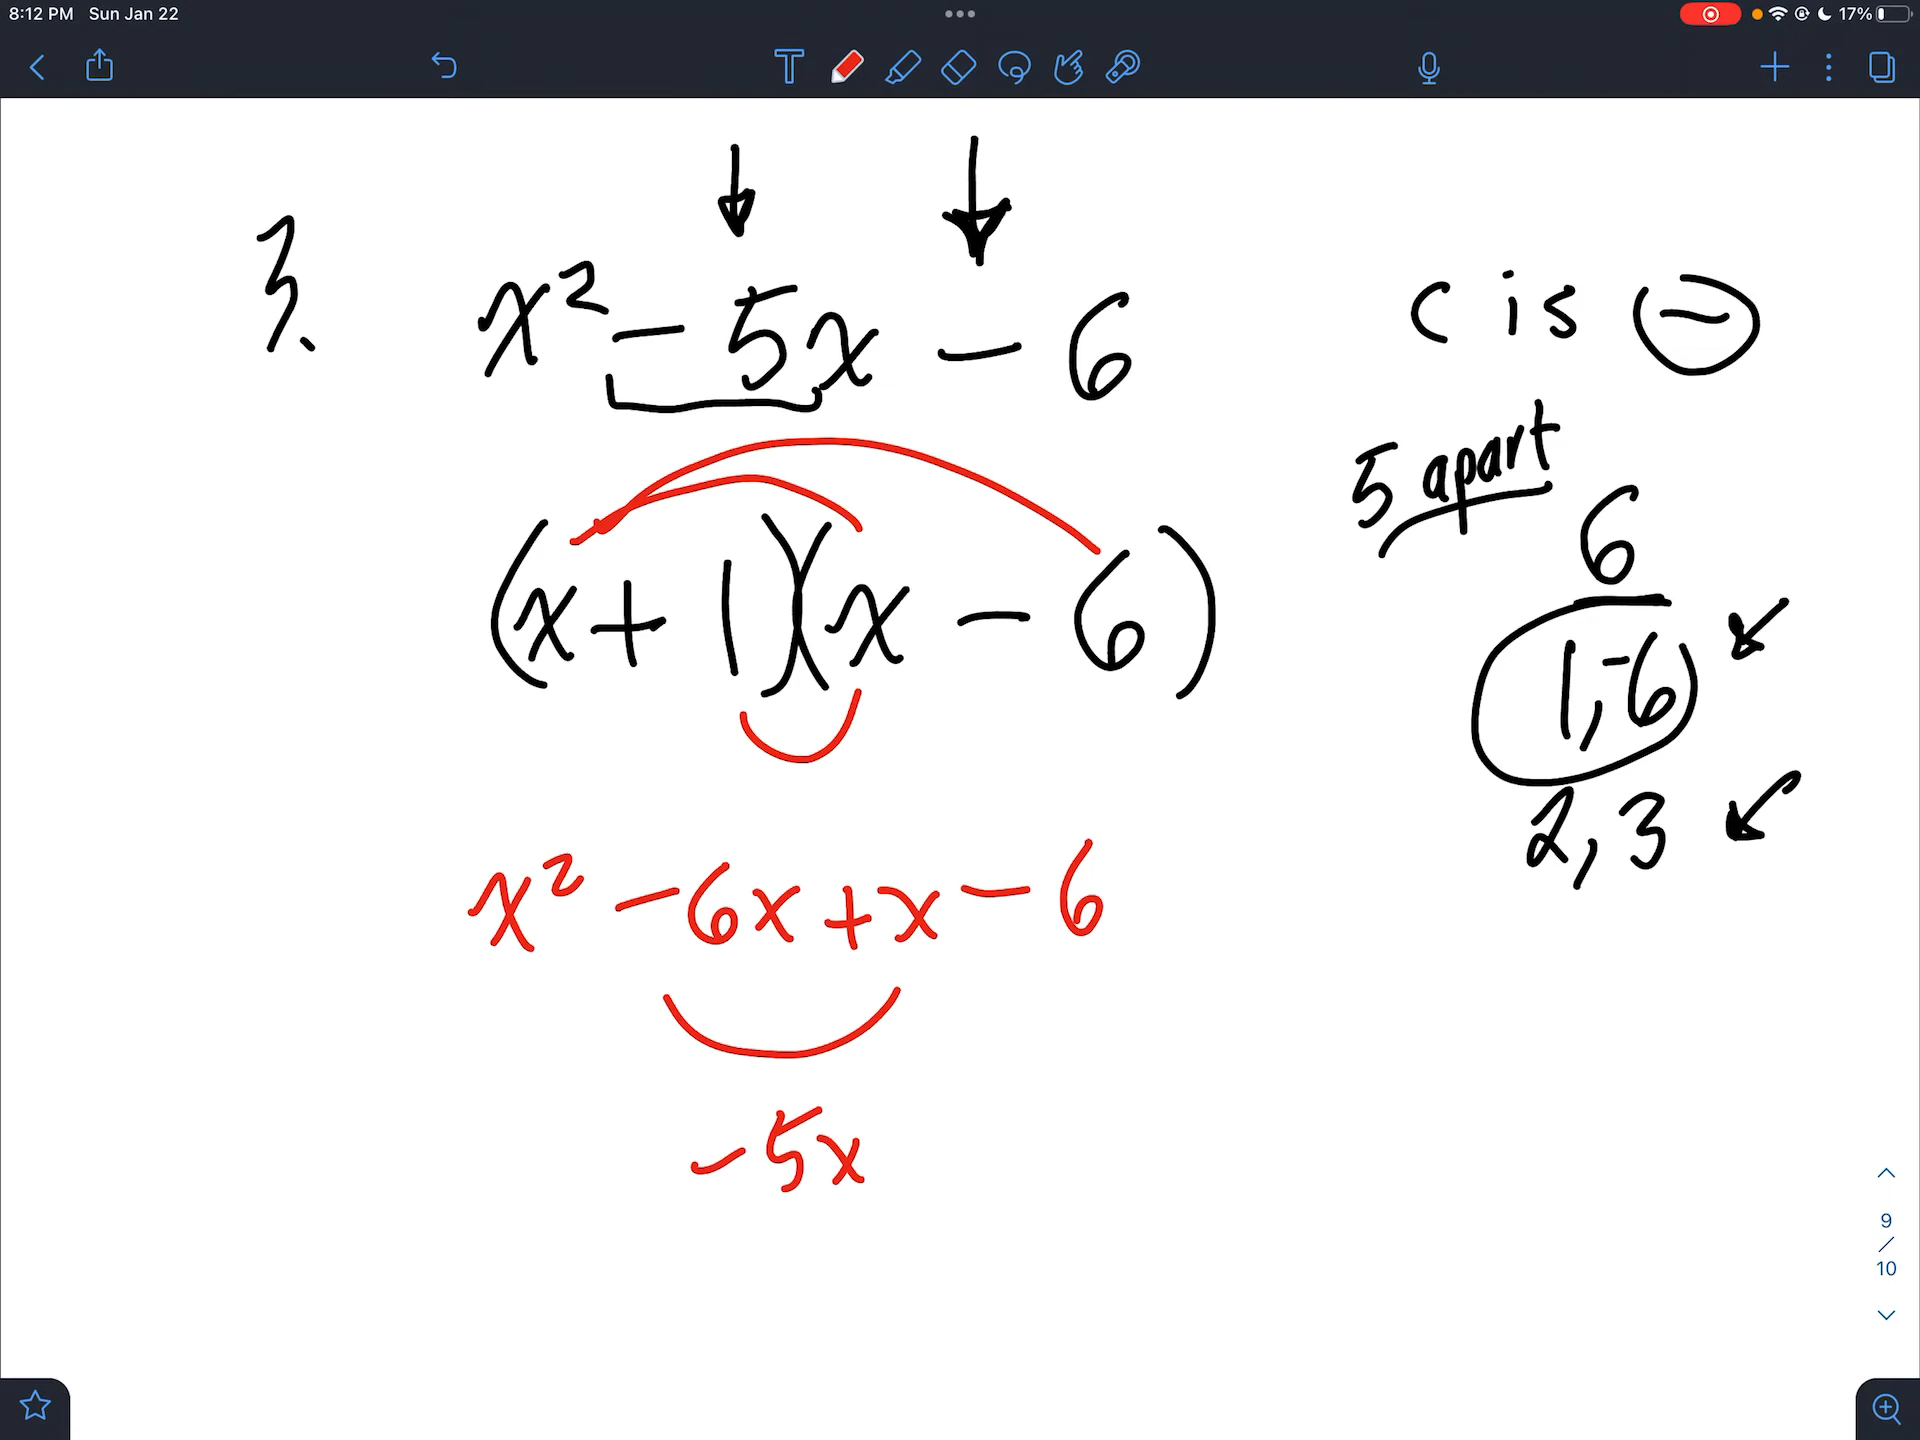 8:12 PM Sun Jan 22
17%
T
3.
x² - 5x - 6
c is -
5 apart
6
(x + 1)(x - 6)
1, -6
2, 3
x² - 6x + x - 6
- 5x
9
/
10